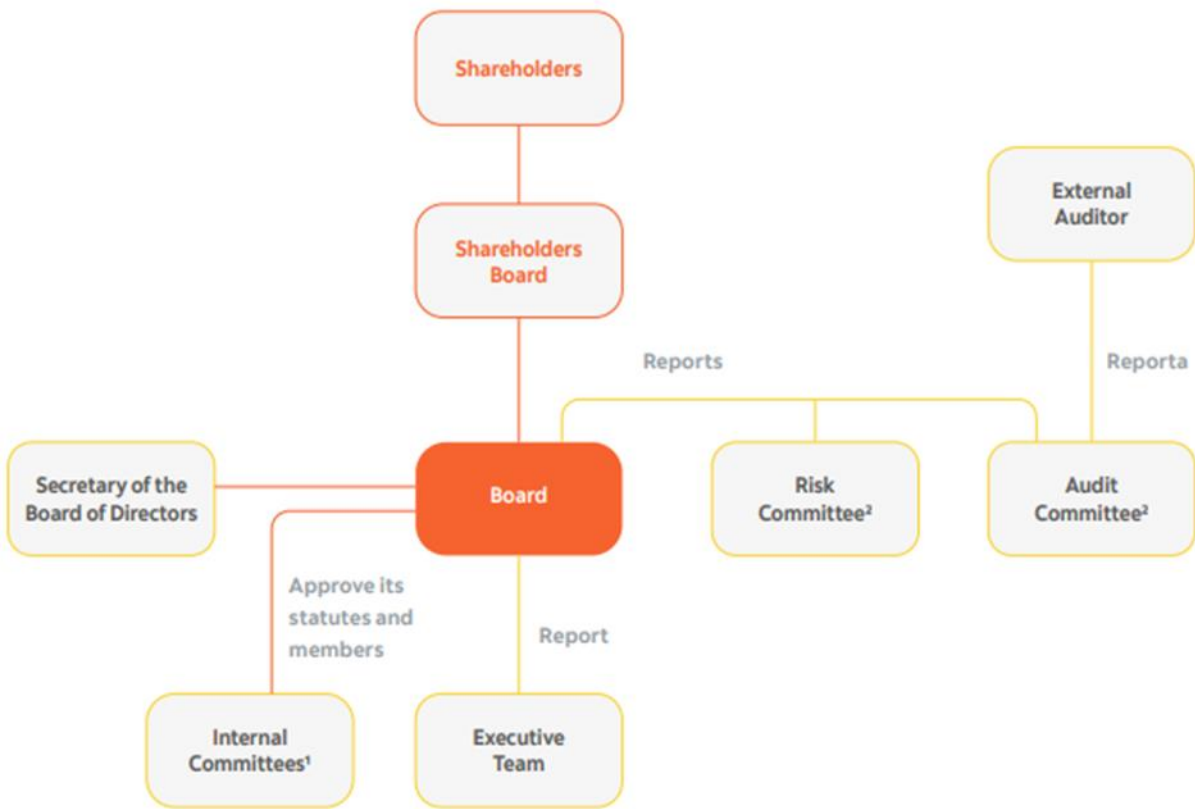 Shareholders
Shareholders
Board
External
Auditor
Reports
Reporta
Secretary of the
Board of Directors
Board
Risk
Committee²
Audit
Committee²
Approve its
statutes and
members
Report
Internal
Committees¹
Executive
Team